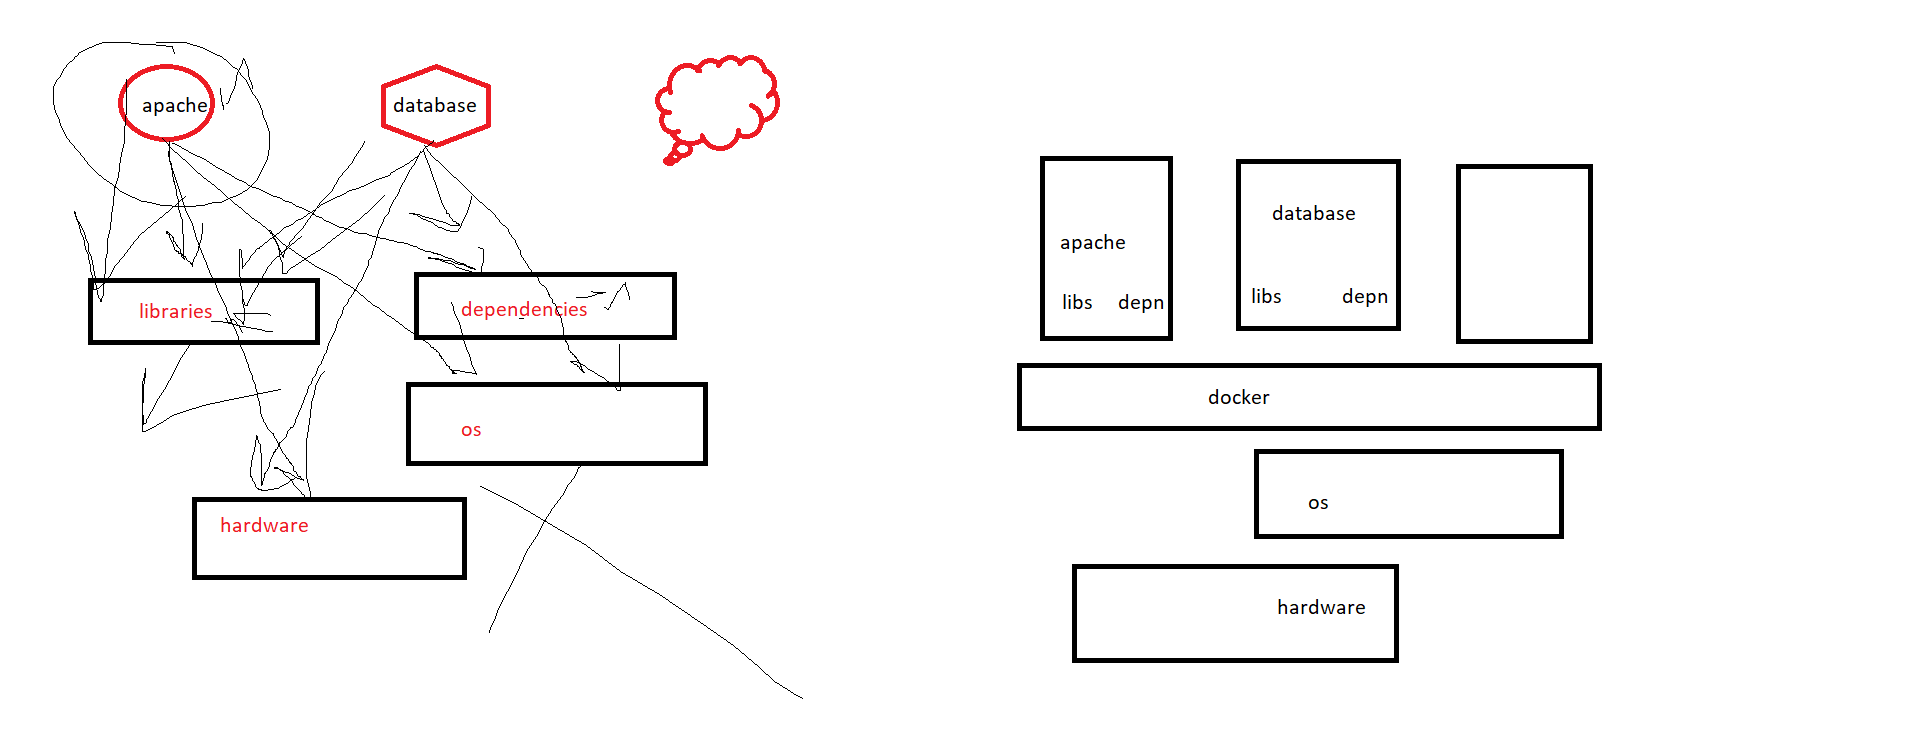 apache
database
libraries
dependencies
os
hardware
apache
libs depn
database
libs depn
docker
os
hardware